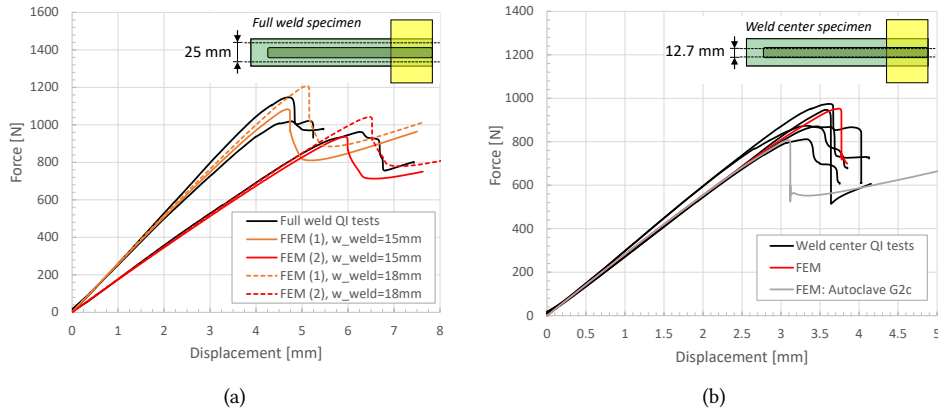 Full weld specimen
25 mm
Force [N]
1600
1400
1200
1000
800
600
400
200
0
0 1 2 3 4 5 6 7 8
Displacement [mm]
Full weld QI tests
FEM (1), w_weld=15mm
FEM (2), w_weld=15mm
FEM (1), w_weld=18mm
FEM (2), w_weld=18mm
(a)
Weld center specimen
12.7 mm
Force [N]
1400
1200
1000
800
600
400
200
0
0 0.5 1 1.5 2 2.5 3 3.5 4 4.5 5
Displacement [mm]
Weld center QI tests
FEM
FEM: Autoclave G2c
(b)